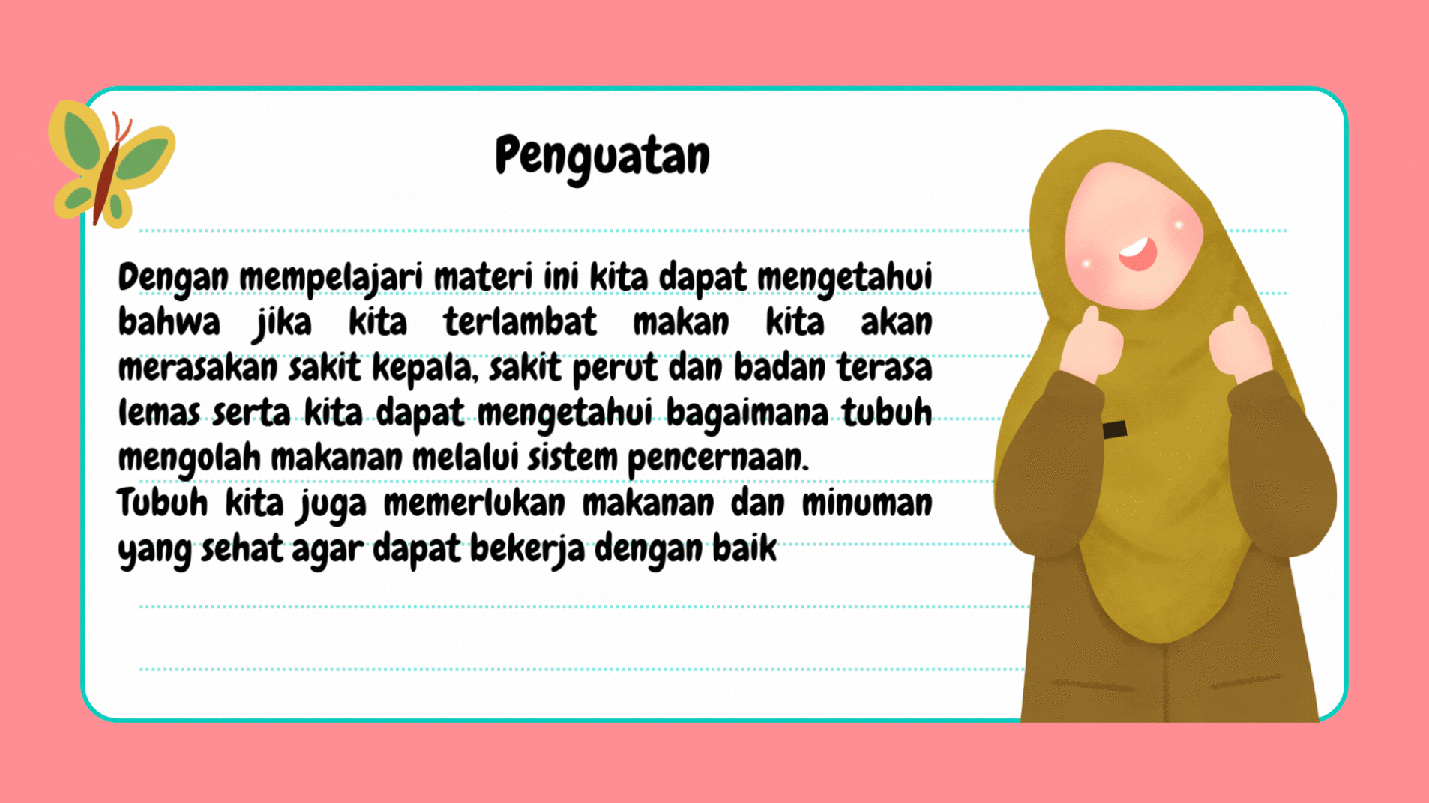 Penguatan
Dengan mempelajari materi ini kita dapat mengetahui
bahwa jika kita terlambat makan kita akan
merasakan sakit kepala, sakit perut dan badan terasa
lemas serta kita dapat mengetahui bagaimana tubuh
mengolah makanan melalui sistem pencernaan.
Tubuh kita juga memerlukan makanan dan minuman
yang sehat agar dapat bekerja dengan baik